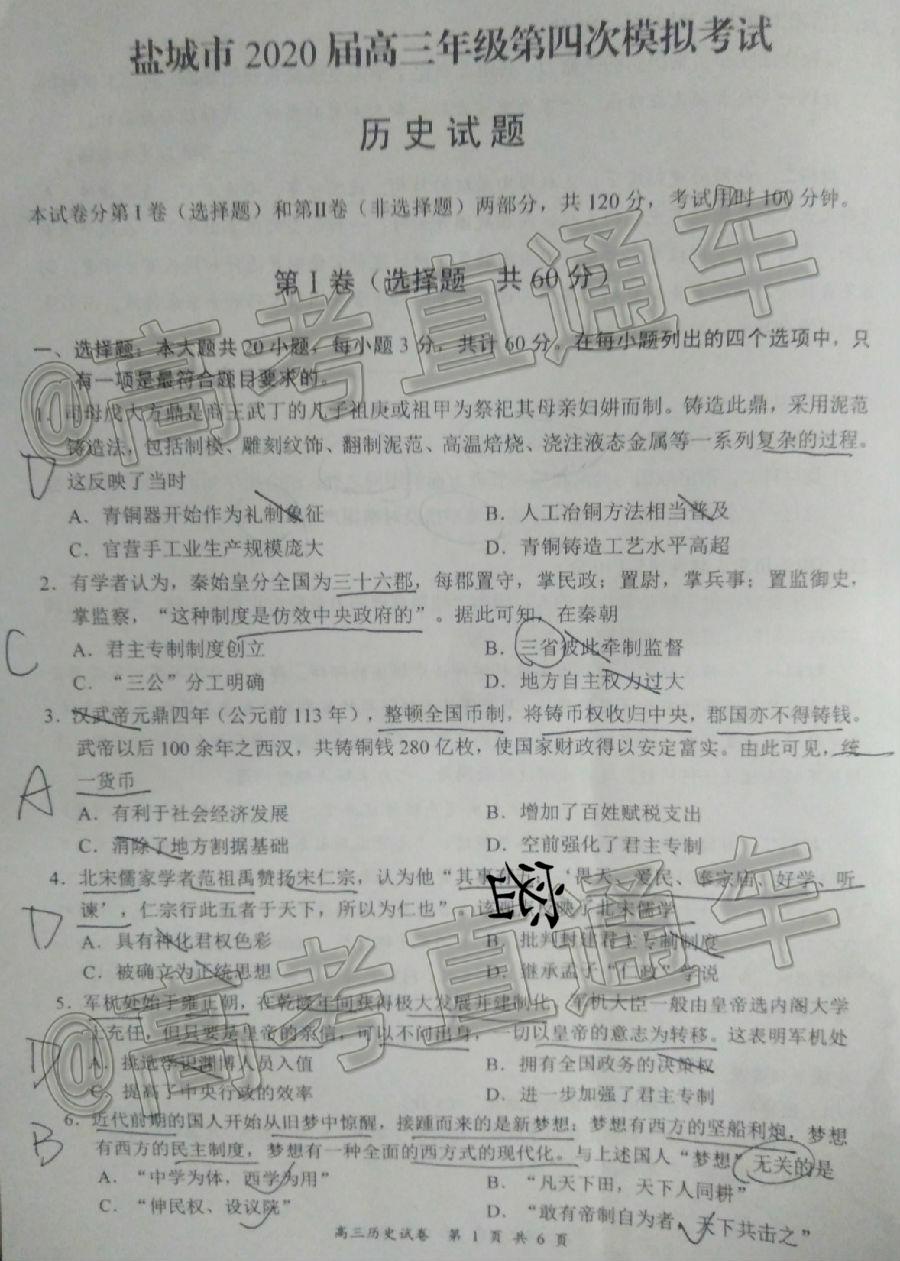 盐城市 2020 届高三年级第四次模拟考试
历史试题
本试卷分第Ⅰ卷（选择题）和第Ⅱ卷（非选择题）两部分，共 120 分，考试用时 100 分钟。
第Ⅰ卷（选择题 共 60 分）
一、选择题：本大题共 20 小题，每小题 3 分，共计 60 分。在每小题列出的四个选项中，只
有一项是最符合题目要求的。
1．司母戊大方鼎是商王武丁的儿子祖庚或祖甲为祭祀其母亲妇妌而制。铸造此鼎，采用泥范
铸造法，包括制模、雕刻纹饰、翻制泥范、高温焙烧、浇注液态金属等一系列复杂的过程。
D
这反映了当时
A．青铜器开始作为礼制象征 B．人工冶铜方法相当普及
C．官营手工业生产规模庞大 D．青铜铸造工艺水平高超
2．有学者认为，秦始皇分全国为三十六郡，每郡置守，掌民政；置尉，掌兵事；置监御史，
掌监察，“这种制度是仿效中央政府的”。据此可知，在秦朝
C
A．君主专制制度创立 B．三省彼此牵制监督
C．“三公”分工明确 D．地方自主权力过大
3．汉武帝元鼎四年（公元前 113 年），整顿全国币制，将铸币权收归中央，郡国亦不得铸钱。
武帝以后 100 余年之西汉，共铸铜钱 280 亿枚，使国家财政得以安定富实。由此可见，统
一货币
A
A．有利于社会经济发展 B．增加了百姓赋税支出
C．消除了地方割据基础 D．空前强化了君主专制
4．北宋儒家学者范祖禹赞扬宋仁宗，认为他“其事有五，‘畏天、爱民、奉宗庙、好学、听
谏’，仁宗行此五者于天下，所以为仁也”。该 反映了北宋儒学
密
D
A．具有神化君权色彩 B．批判封建君主专制制度
C．被确立为正统思想 D．继承孟子“仁政”学说
5．军机处始于雍正朝，在乾隆年间获得极大发展并建制化，军机大臣一般由皇帝选内阁大学
士充任，但只要是皇帝的亲信，可以不问出身，一切以皇帝的意志为转移。这表明军机处
D
A．挑选学识渊博人员入值 B．拥有全国政务的决策权
C．提高了中央行政的效率 D．进一步加强了君主专制
6．近代前期的国人开始从旧梦中惊醒，接踵而来的是新梦想：梦想有西方的坚船利炮，梦想
有西方的民主制度，梦想有一种全面的西方式的现代化。与上述国人“梦想”无关的是
B
A．“中学为体，西学为用” B．“凡天下田，天下人同耕”
C．“伸民权、设议院” D．“敢有帝制自为者，天下共击之”
高三历史试卷 第 1 页 共 6 页
@高考直通车
@高考直通车